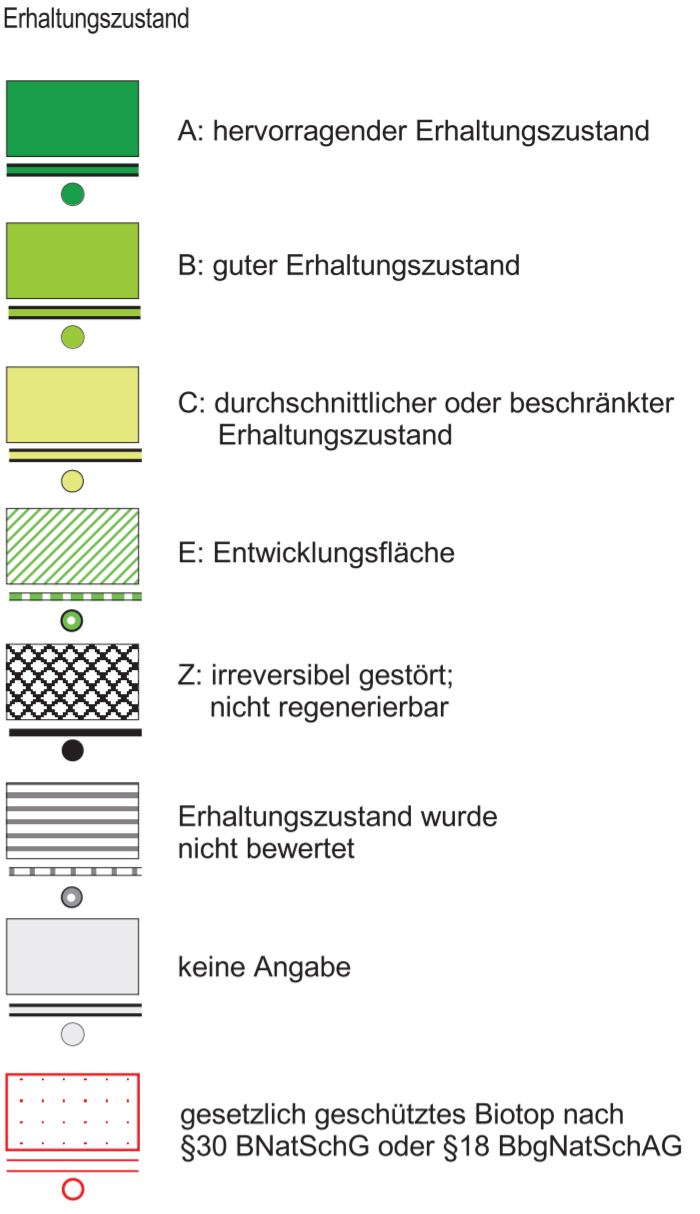 Erhaltungszustand
A: hervorragender Erhaltungszustand
B: guter Erhaltungszustand
C: durchschnittlicher oder beschränkter
Erhaltungszustand
E: Entwicklungsfläche
Z: irreversibel gestört;
nicht regenerierbar
Erhaltungszustand wurde
nicht bewertet
keine Angabe
gesetzlich geschütztes Biotop nach
§30 BNatSchG oder §18 BbgNatSchAG